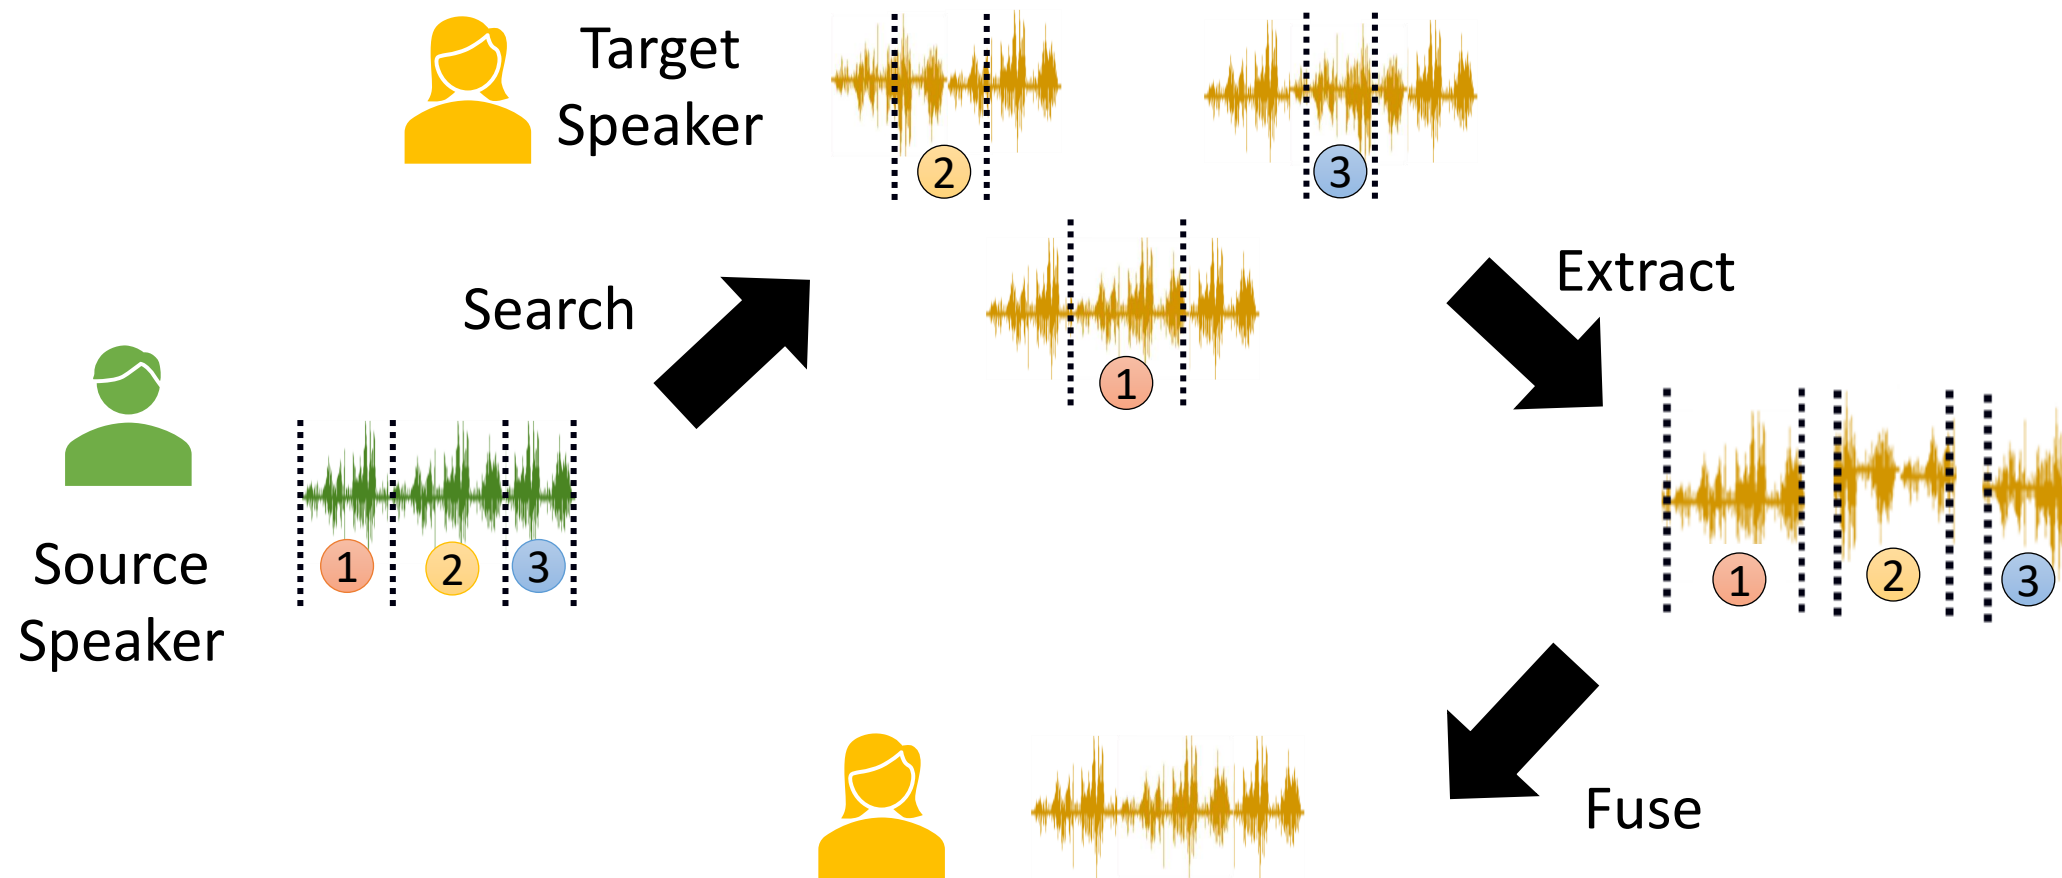 Target
Speaker
2
3
Search
Extract
1
Source
Speaker
1 2 3
1 2 3
Fuse